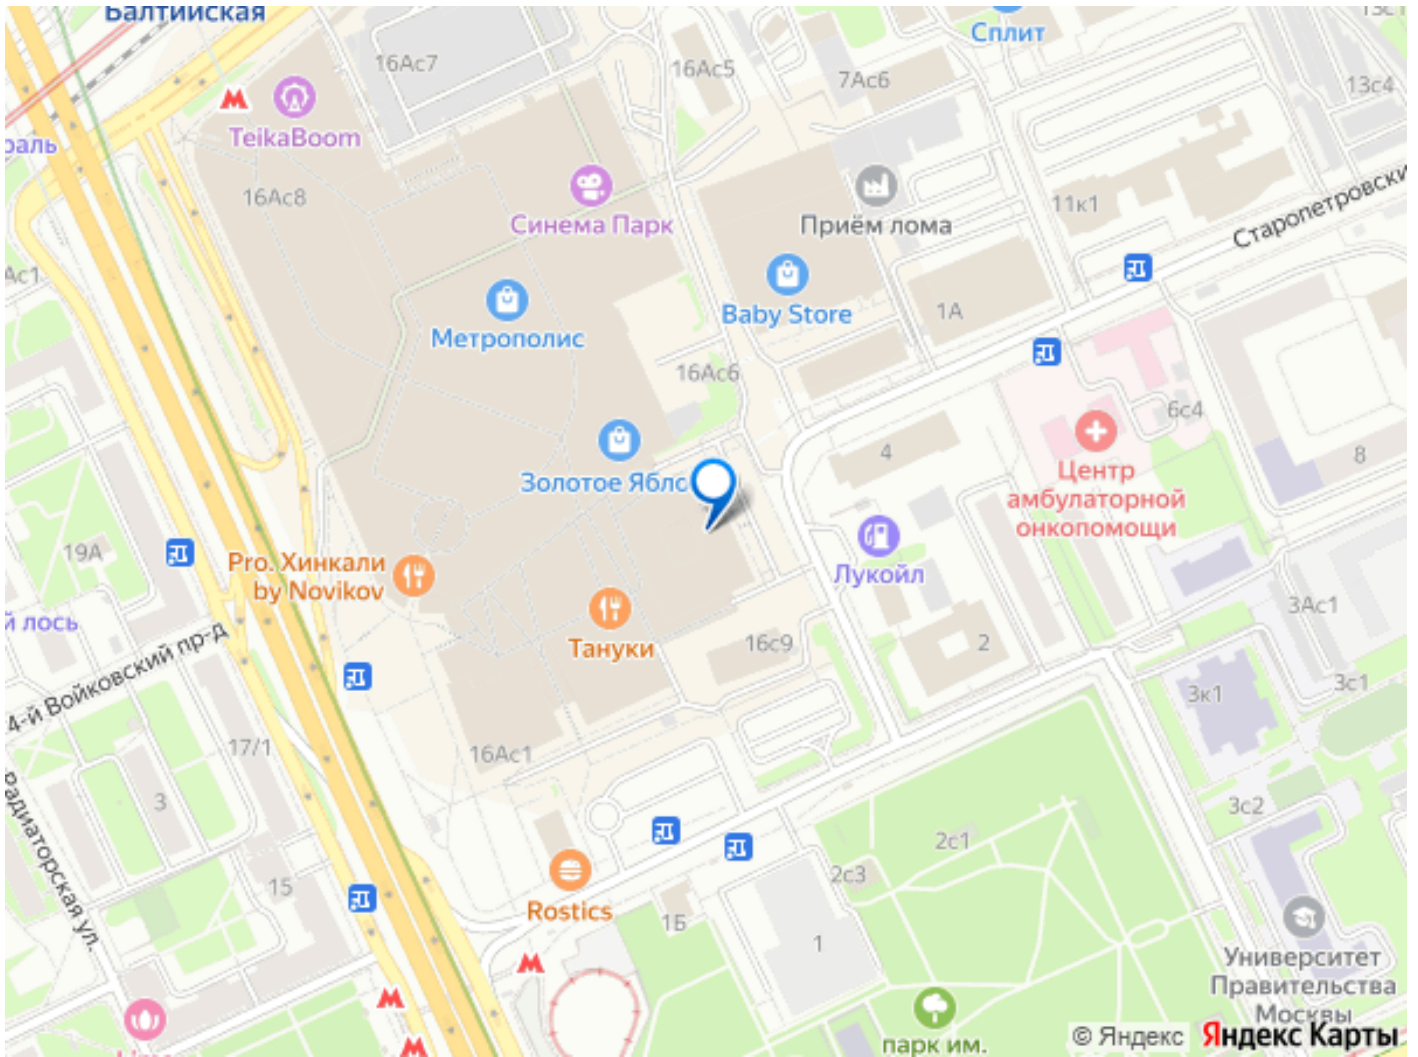 Балтийская
Сплит
16Ас7
16Ас5
7Ас6
13с4
TeikaBoom
16Ас8
Синема Парк
Приём лома
11к1
Старопетровски
Ас1
Метрополис
Baby Store
1А
16Ас6
6с4
4
8
Золотое Ябло
Центр
амбулаторной
онкопомощи
19А
Pro. Хинкали
by Novikov
Лукойл
й лось
Тануки
16с9
2
3Ас1
4-й Войковский пр-д
3к1
3с1
17/1
16Ас1
3
3с2
Радиаторская ул.
2с1
2с3
15
Rostics
1Б
1
Университет
Правительства
Москвы
парк им.
© Яндекс
Яндекс Карты